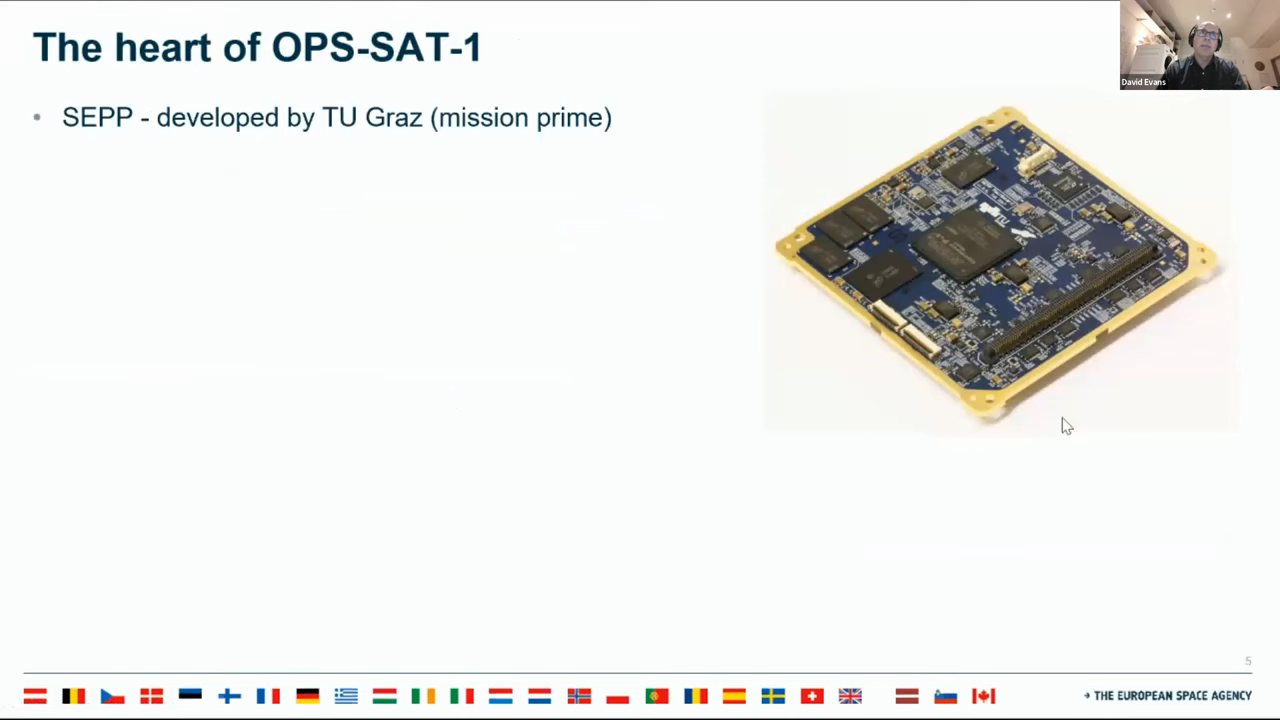 The heart of OPS-SAT-1
David Evans
• SEPP - developed by TU Graz (mission prime)
5
→ THE EUROPEAN SPACE AGENCY